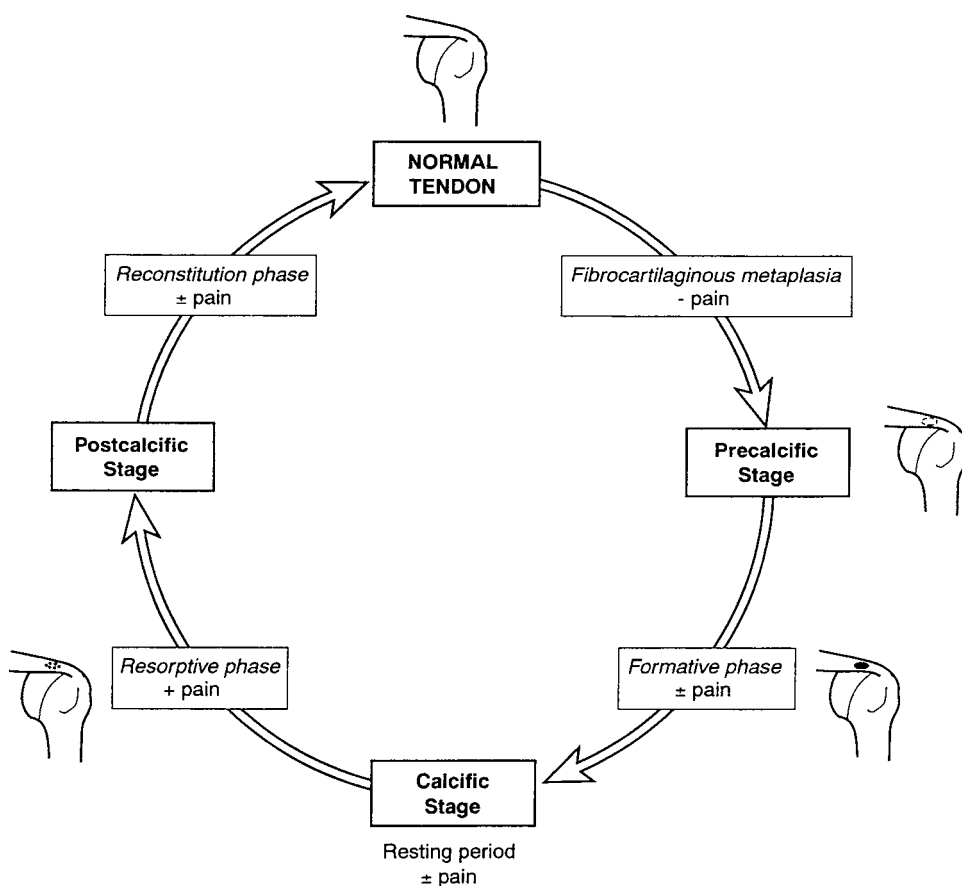 NORMAL
TENDON
Reconstitution phase
± pain
Fibrocartilaginous metaplasia
- pain
Postcalcific
Stage
Precalcific
Stage
Resorptive phase
+ pain
Formative phase
± pain
Calcific
Stage
Resting period
± pain